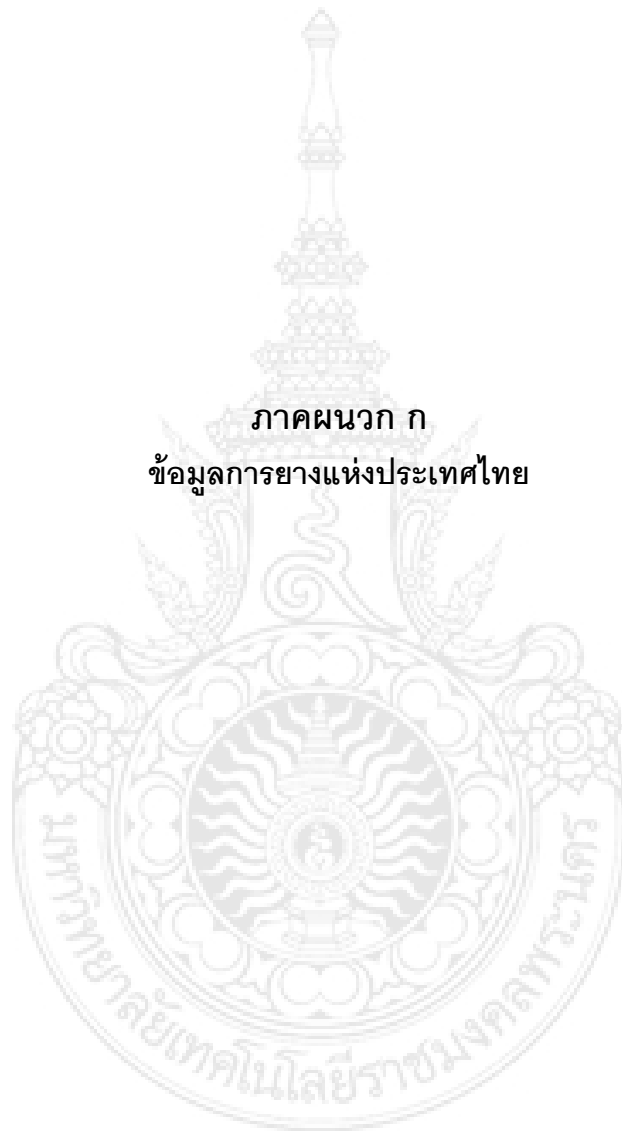 ภาคผนวก ก
ข้อมูลการยางแห่งประเทศไทย
มหาวิทยาลัยเทคโนโลยีราชมงคลพระนคร